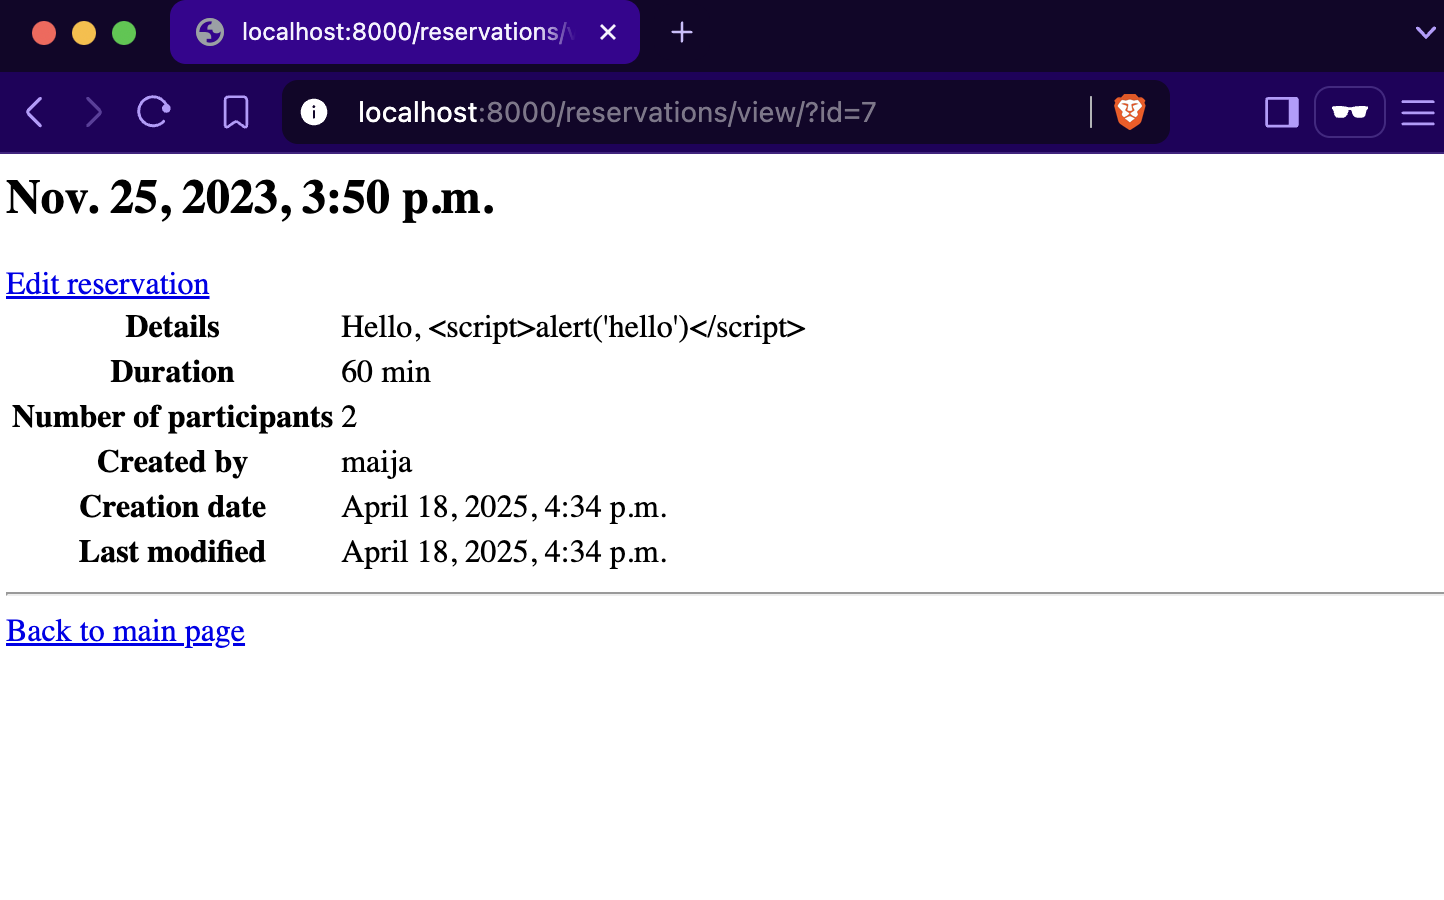 localhost:8000/reservations/
localhost:8000/reservations/view/?id=7
Nov. 25, 2023, 3:50 p.m.
Edit reservation
Details Hello, <script>alert('hello')</script>
Duration 60 min
Number of participants 2
Created by maija
Creation date April 18, 2025, 4:34 p.m.
Last modified April 18, 2025, 4:34 p.m.
Back to main page